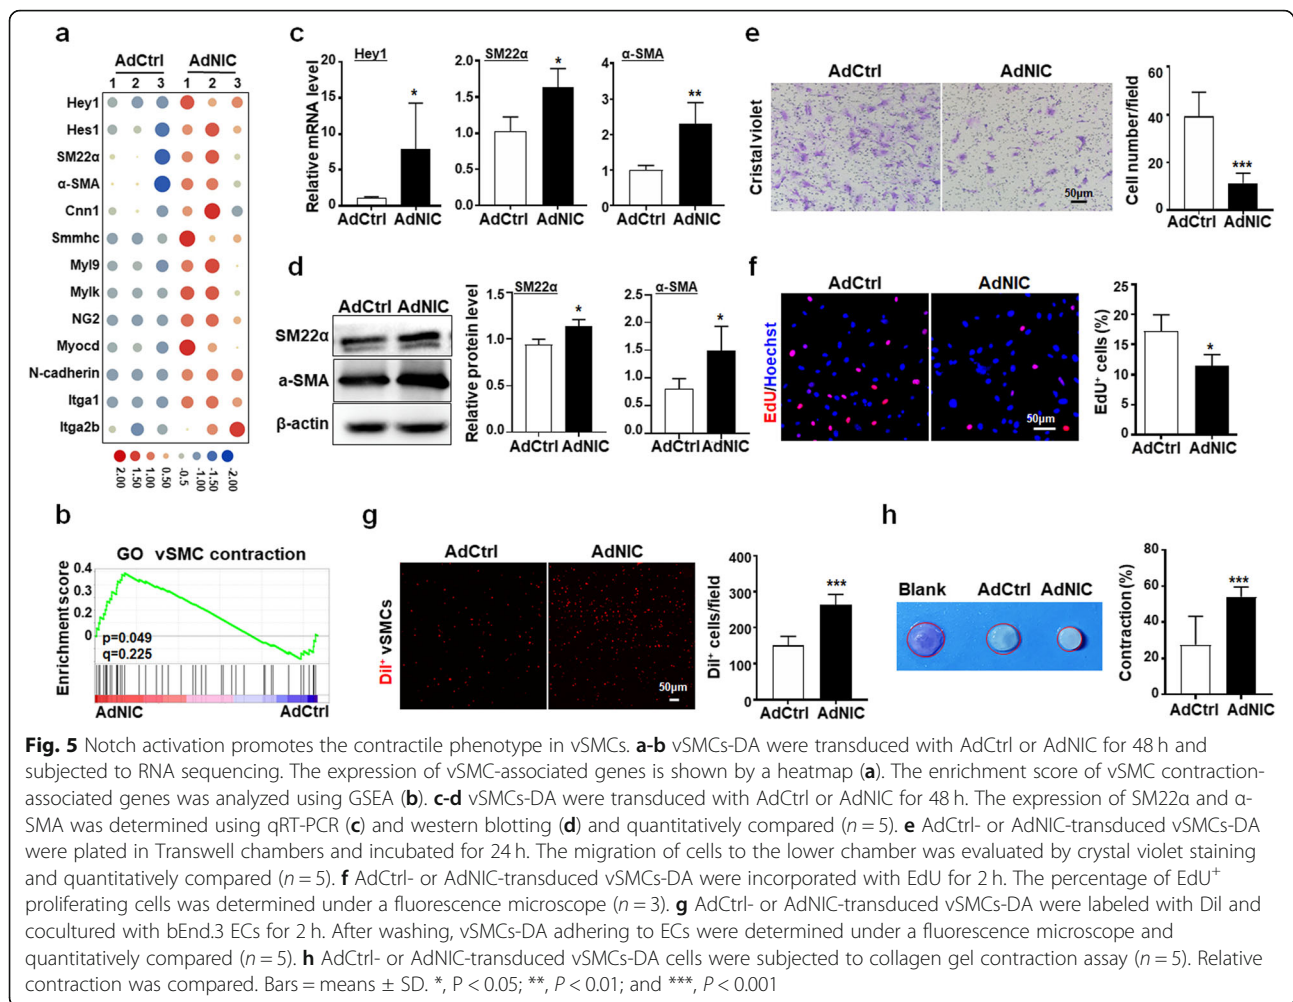 a
AdCtrl AdNIC
1 2 3 1 2 3
Hey1
Hes1
SM22α
α-SMA
Cnn1
Smmhc
Myl9
Mylk
NG2
Myocd
N-cadherin
Itga1
Itga2b
2.00 1.50 1.00 0.50 -0.5 -1.00 -1.50 -2.00
b
GO vSMC contraction
Enrichment score
0.4
0.2
0.2
0
p=0.049
q=0.225
AdNIC AdCtrl
c
Relative mRNA level
Hey1
20
15
10
5
0
*
AdCtrl AdNIC
SM22α
2.0
1.5
1.0
0.5
0.0
*
AdCtrl AdNIC
α-SMA
4
3
2
1
0
**
AdCtrl AdNIC
d
AdCtrl AdNIC
SM22α
a-SMA
β-actin
Relative protein level
SM22α
1.5
1.0
0.5
0.0
*
AdCtrl AdNIC
α-SMA
2.5
2.0
1.5
1.0
0.5
0.0
*
AdCtrl AdNIC
e
AdCtrl AdNIC
Cristal violet
50μm
Cell number/field
60
40
20
0
***
AdCtrl AdNIC
f
AdCtrl AdNIC
EdU/Hoechst
50μm
EdU⁺ cells (%)
25
20
15
10
5
0
*
AdCtrl AdNIC
g
AdCtrl AdNIC
Dil⁺ vSMCs
50μm
Dil⁺ cells/field
400
300
200
100
0
***
AdCtrl AdNIC
h
Blank AdCtrl AdNIC
Contraction (%)
80
60
40
20
0
***
AdCtrl AdNIC
Fig. 5 Notch activation promotes the contractile phenotype in vSMCs. a-b vSMCs-DA were transduced with AdCtrl or AdNIC for 48 h and
subjected to RNA sequencing. The expression of vSMC-associated genes is shown by a heatmap (a). The enrichment score of vSMC contraction-
associated genes was analyzed using GSEA (b). c-d vSMCs-DA were transduced with AdCtrl or AdNIC for 48 h. The expression of SM22α and α-
SMA was determined using qRT-PCR (c) and western blotting (d) and quantitatively compared (n = 5). e AdCtrl- or AdNIC-transduced vSMCs-DA
were plated in Transwell chambers and incubated for 24 h. The migration of cells to the lower chamber was evaluated by crystal violet staining
and quantitatively compared (n = 5). f AdCtrl- or AdNIC-transduced vSMCs-DA were incorporated with EdU for 2 h. The percentage of EdU⁺
proliferating cells was determined under a fluorescence microscope (n = 3). g AdCtrl- or AdNIC-transduced vSMCs-DA were labeled with Dil and
cocultured with bEnd.3 ECs for 2 h. After washing, vSMCs-DA adhering to ECs were determined under a fluorescence microscope and
quantitatively compared (n = 5). h AdCtrl- or AdNIC-transduced vSMCs-DA cells were subjected to collagen gel contraction assay (n = 5). Relative
contraction was compared. Bars = means ± SD. *, P < 0.05; **, P < 0.01; and ***, P < 0.001